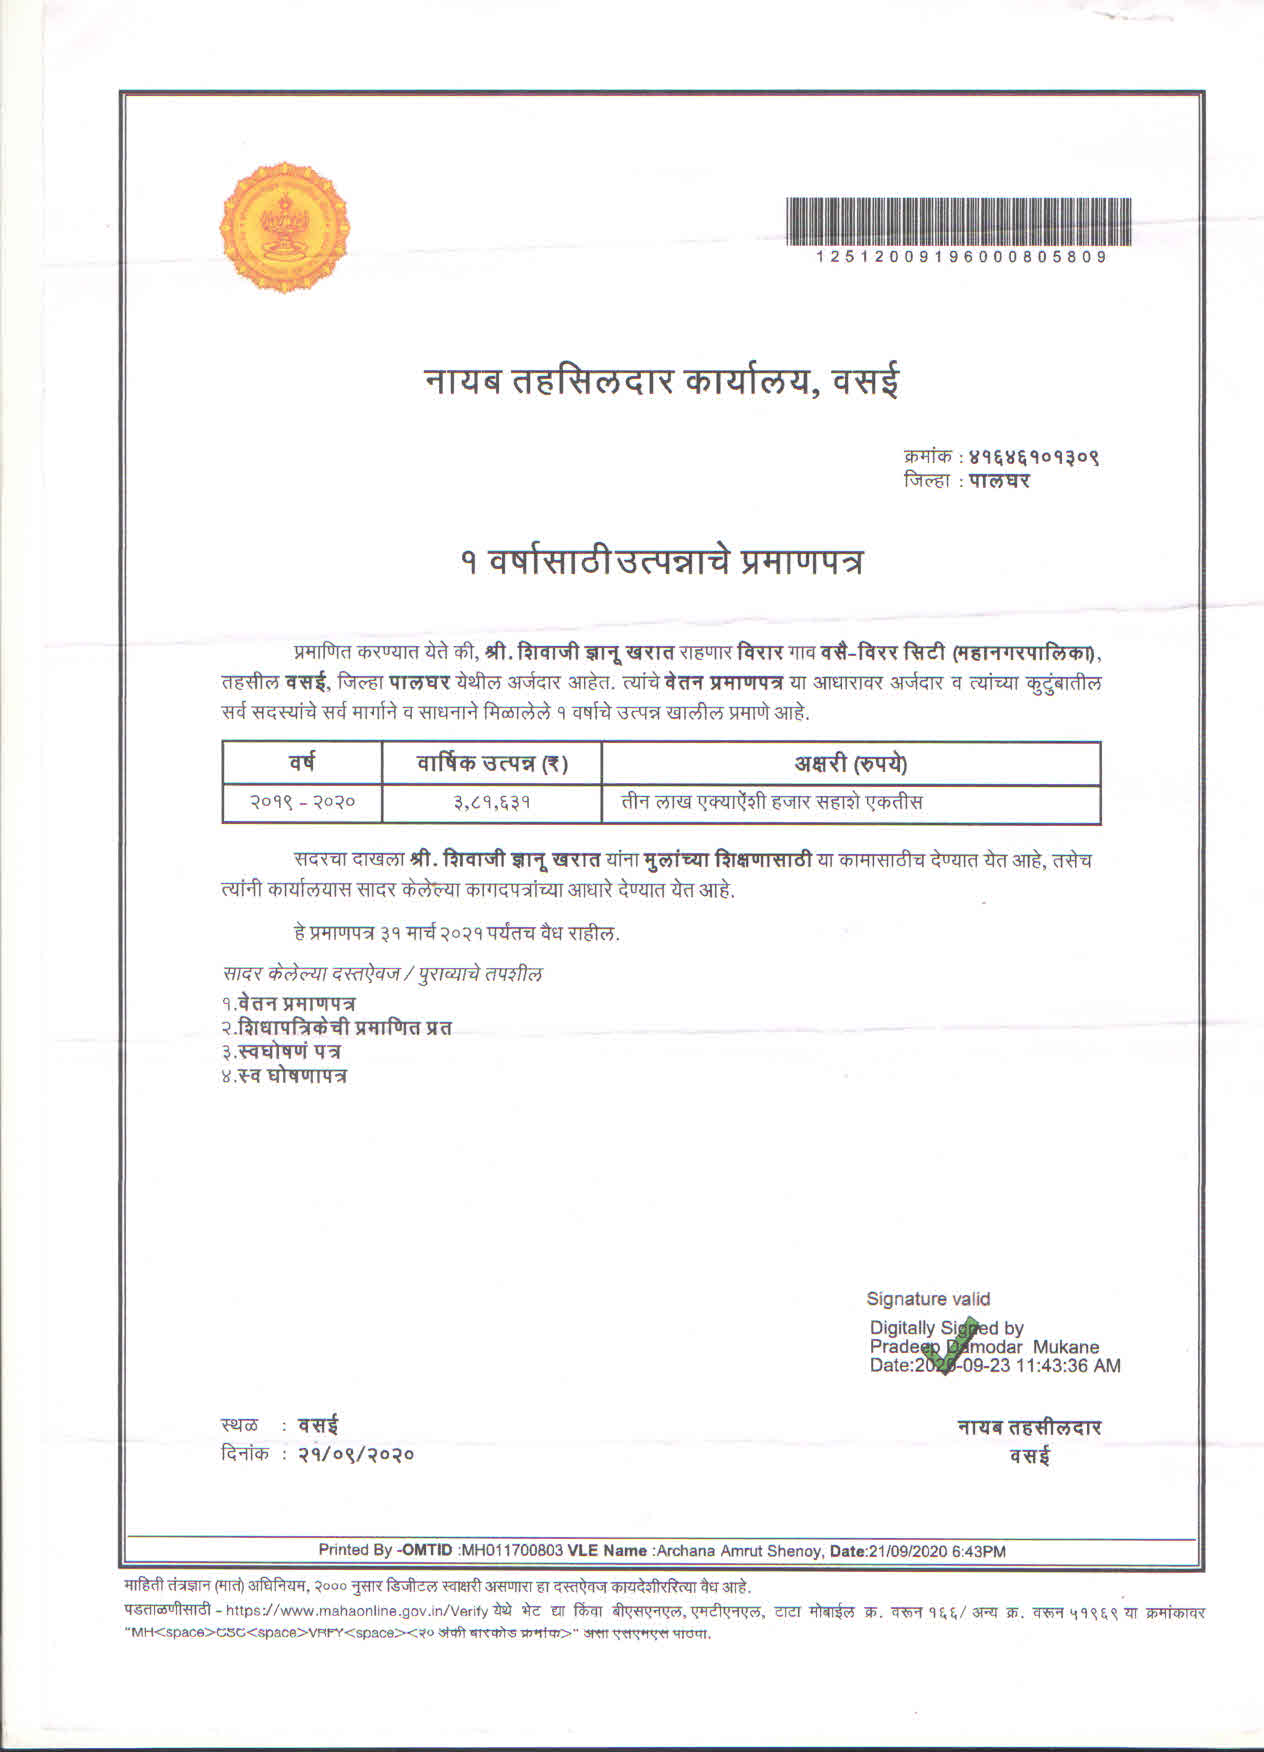 12512009196000805809
नायब तहसिलदार कार्यालय, वसई
क्रमांक : ४१६४६१०१३०९
जिल्हा : पालघर
१ वर्षासाठी उत्पन्नाचे प्रमाणपत्र
प्रमाणित करण्यात येते की, श्री. शिवाजी ज्ञानू खरात राहणार विरार गाव वसै-विरर सिटी (महानगरपालिका),
तहसील वसई, जिल्हा पालघर येथील अर्जदार आहेत. त्यांचे वेतन प्रमाणपत्र या आधारावर अर्जदार व त्यांच्या कुटुंबातील
सर्व सदस्यांचे सर्व मार्गाने व साधनाने मिळालेले १ वर्षाचे उत्पन्न खालील प्रमाणे आहे.
वर्ष वार्षिक उत्पन्न (₹) अक्षरी (रुपये)
२०१९ - २०२० ३,८१,६३१ तीन लाख एक्याऐंशी हजार सहाशे एकतीस
सदरचा दाखला श्री. शिवाजी ज्ञानू खरात यांना मुलांच्या शिक्षणासाठी या कामासाठीच देण्यात येत आहे, तसेच
त्यांनी कार्यालयास सादर केलेल्या कागदपत्रांच्या आधारे देण्यात येत आहे.
हे प्रमाणपत्र ३१ मार्च २०२१ पर्यंतच वैध राहील.
सादर केलेल्या दस्तऐवज / पुराव्याचे तपशील
१.वेतन प्रमाणपत्र
२.शिधापत्रिकेची प्रमाणित प्रत
३.स्वघोषणं पत्र
४.स्व घोषणापत्र
Signature valid
Digitally Signed by
Pradeep Damodar Mukane
Date:2020-09-23 11:43:36 AM
स्थळ : वसई
दिनांक : २१/०९/२०२०
नायब तहसीलदार
वसई
Printed By -OMTID :MH011700803 VLE Name :Archana Amrut Shenoy, Date:21/09/2020 6:43PM
माहिती तंत्रज्ञान (माते) अधिनियम, २००० नुसार डिजीटल स्वाक्षरी असणारा हा दस्तऐवज कायदेशीररित्या वैध आहे.
पडताळणीसाठी - https://www.mahaonline.gov.in/Verify येथे भेट द्या किंवा बीएसएनएल, एमटीएनएल, टाटा मोबाईल क्र. वरून १६६/ अन्य क्र. वरून ५१९६९ या क्रमांकावर
"MH<space>CSC<space>VRFY<space><२० अंकी बारकोड क्रमांक>" असा एसएमएस पाठवा.